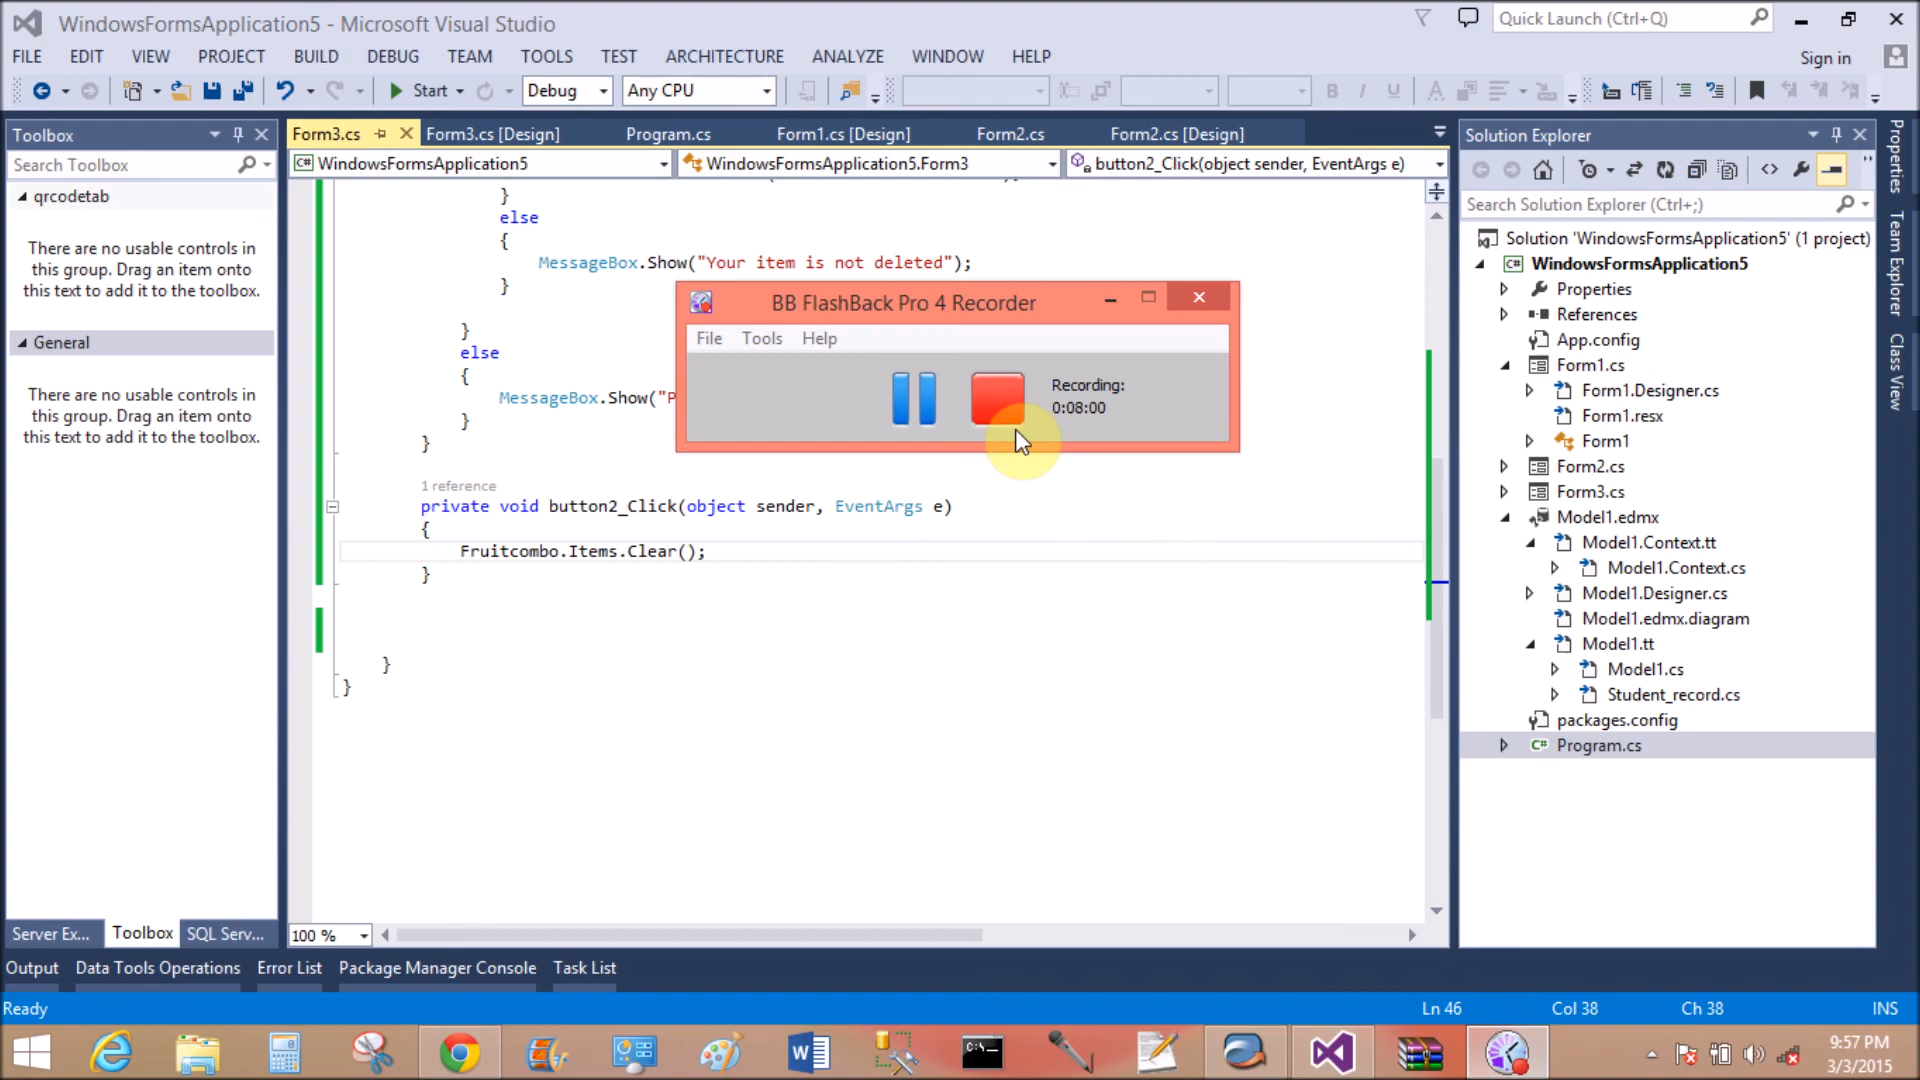 WindowsFormsApplication5 - Microsoft Visual Studio
Quick Launch (Ctrl+Q)
FILE EDIT VIEW PROJECT BUILD DEBUG TEAM TOOLS TEST ARCHITECTURE ANALYZE WINDOW HELP
Sign in
Start Debug Any CPU
Toolbox
Search Toolbox
qrcodetab
There are no usable controls in
this group. Drag an item onto
this text to add it to the toolbox.
General
There are no usable controls in
this group. Drag an item onto
this text to add it to the toolbox.
Server Ex... Toolbox SQL Serv...
Form3.cs Form3.cs [Design] Program.cs Form1.cs [Design] Form2.cs Form2.cs [Design]
WindowsFormsApplication5 WindowsFormsApplication5.Form3 button2_Click(object sender, EventArgs e)
}
else
{
MessageBox.Show("Your item is not deleted");
}
}
else
{
MessageBox.Show("P
}
}
1 reference
private void button2_Click(object sender, EventArgs e)
{
Fruitcombo.Items.Clear();
}
}
}
100 %
BB FlashBack Pro 4 Recorder
File Tools Help
Recording:
0:08:00
Solution Explorer
Search Solution Explorer (Ctrl+;)
Solution 'WindowsFormsApplication5' (1 project)
WindowsFormsApplication5
Properties
References
App.config
Form1.cs
Form1.Designer.cs
Form1.resx
Form1
Form2.cs
Form3.cs
Model1.edmx
Model1.Context.tt
Model1.Context.cs
Model1.Designer.cs
Model1.edmx.diagram
Model1.tt
Model1.cs
Student_record.cs
packages.config
Program.cs
Properties
Team Explorer
Class View
Output Data Tools Operations Error List Package Manager Console Task List
Ready
Ln 46 Col 38 Ch 38 INS
9:57 PM
3/3/2015